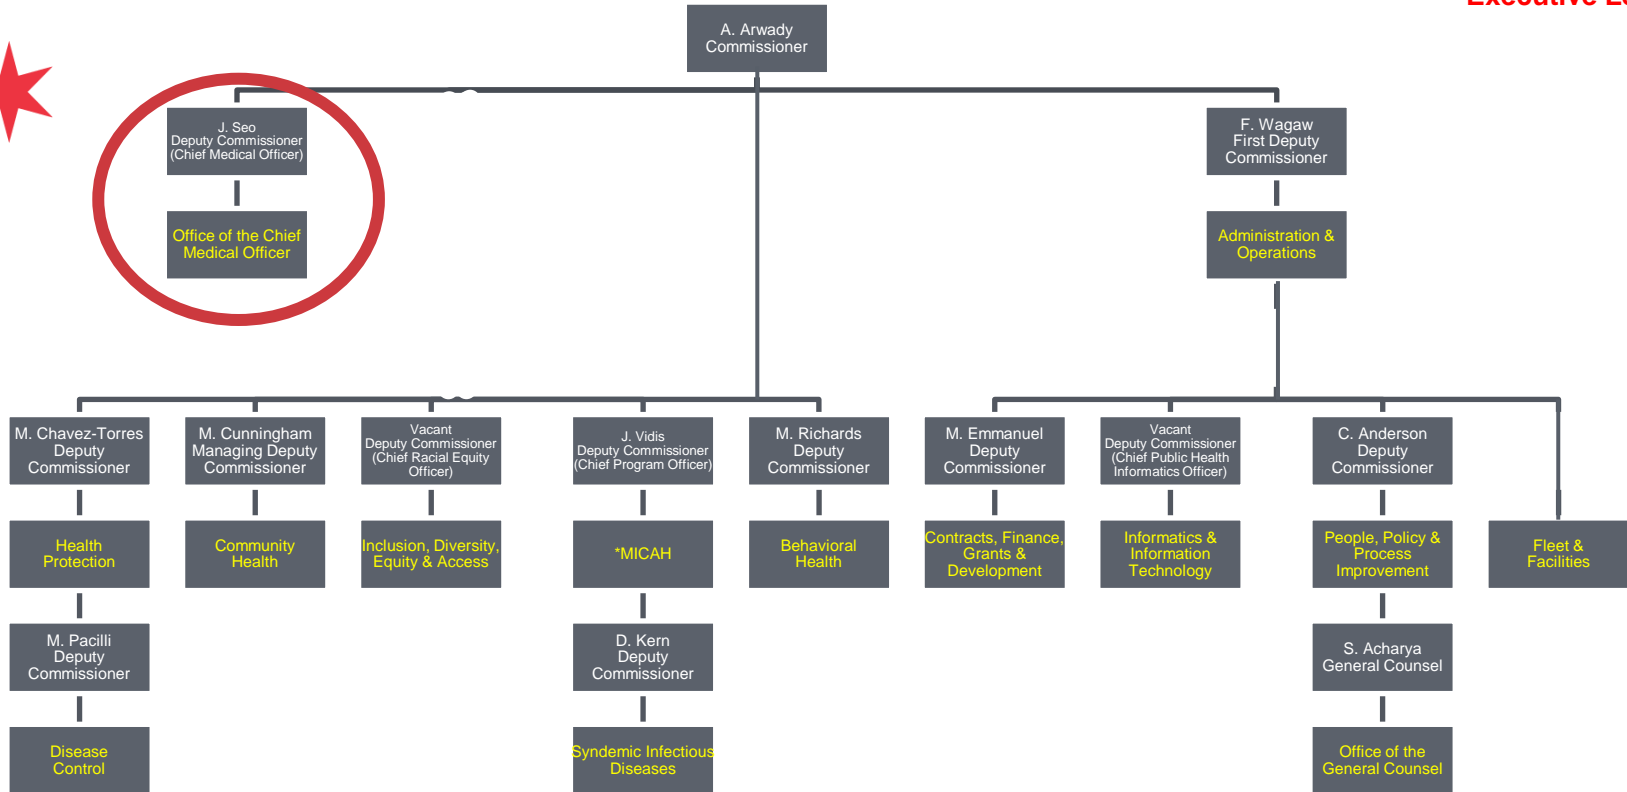 Executive
A. Arwady
Commissioner
J. Seo
Deputy Commissioner
(Chief Medical Officer)
F. Wagaw
First Deputy
Commissioner
Office of the Chief
Medical Officer
Administration &
Operations
M. Chavez-Torres
Deputy
Commissioner
M. Cunningham
Managing Deputy
Commissioner
Vacant
Deputy Commissioner
(Chief Racial Equity
Officer)
J. Vidis
Deputy Commissioner
(Chief Program Officer)
M. Richards
Deputy
Commissioner
M. Emmanuel
Deputy
Commissioner
Vacant
Deputy Commissioner
(Chief Public Health
Informatics Officer)
C. Anderson
Deputy
Commissioner
Health
Protection
Community
Health
Inclusion, Diversity,
Equity & Access
*MICAH
Behavioral
Health
Contracts, Finance,
Grants &
Development
Informatics &
Information
Technology
People, Policy &
Process
Improvement
Fleet &
Facilities
M. Pacilli
Deputy
Commissioner
D. Kern
Deputy
Commissioner
S. Acharya
General Counsel
Disease
Control
Syndemic Infectious
Diseases
Office of the
General Counsel